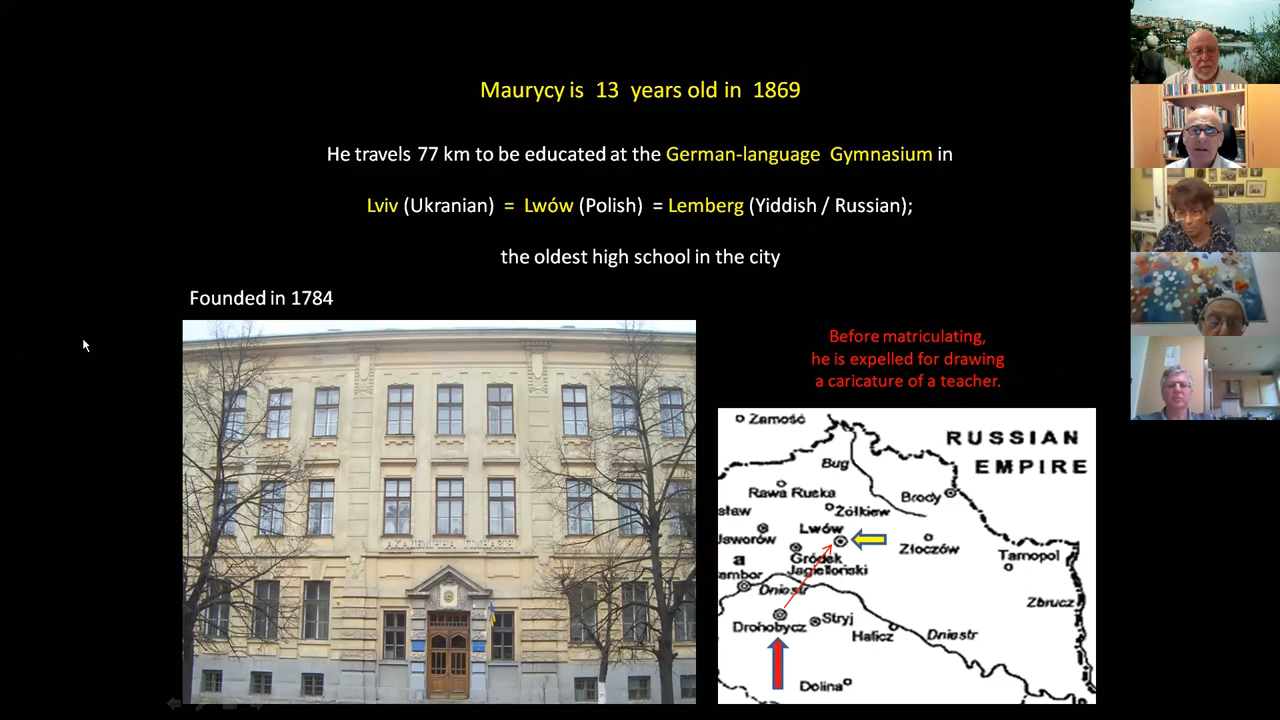 Maurycy is 13 years old in 1869
He travels 77 km to be educated at the German-language Gymnasium in
Lviv (Ukranian) = Lwów (Polish) = Lemberg (Yiddish / Russian);
the oldest high school in the city
Founded in 1784
Before matriculating,
he is expelled for drawing
a caricature of a teacher.
АКАДЕМІЧНА ГІМНАЗІЯ
Zamość
RUSSIAN
EMPIRE
Bug
Rawa Ruska
Brody
sław
Żółkiew
Lwów
Jaworów
Złoczów
Gródek
Jagielloński
Tarnopol
a
ambor
Dniestr
Zbrucz
Drohobycz
Stryj
Halicz
Dniestr
Dolina